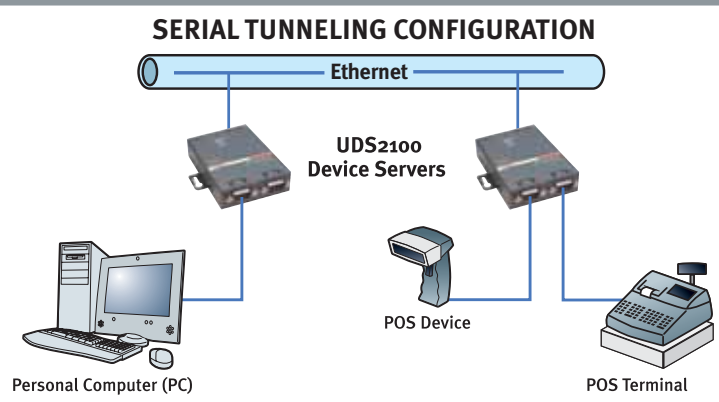 SERIAL TUNNELING CONFIGURATION
Ethernet
UDS2100
Device Servers
POS Device
Personal Computer (PC)
POS Terminal